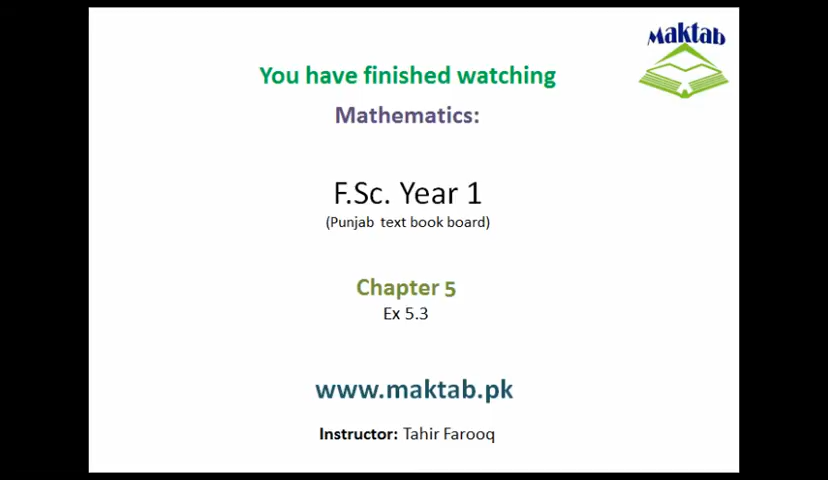 Maktab
You have finished watching
Mathematics:
F.Sc. Year 1
(Punjab text book board)
Chapter 5
Ex 5.3
www.maktab.pk
Instructor: Tahir Farooq